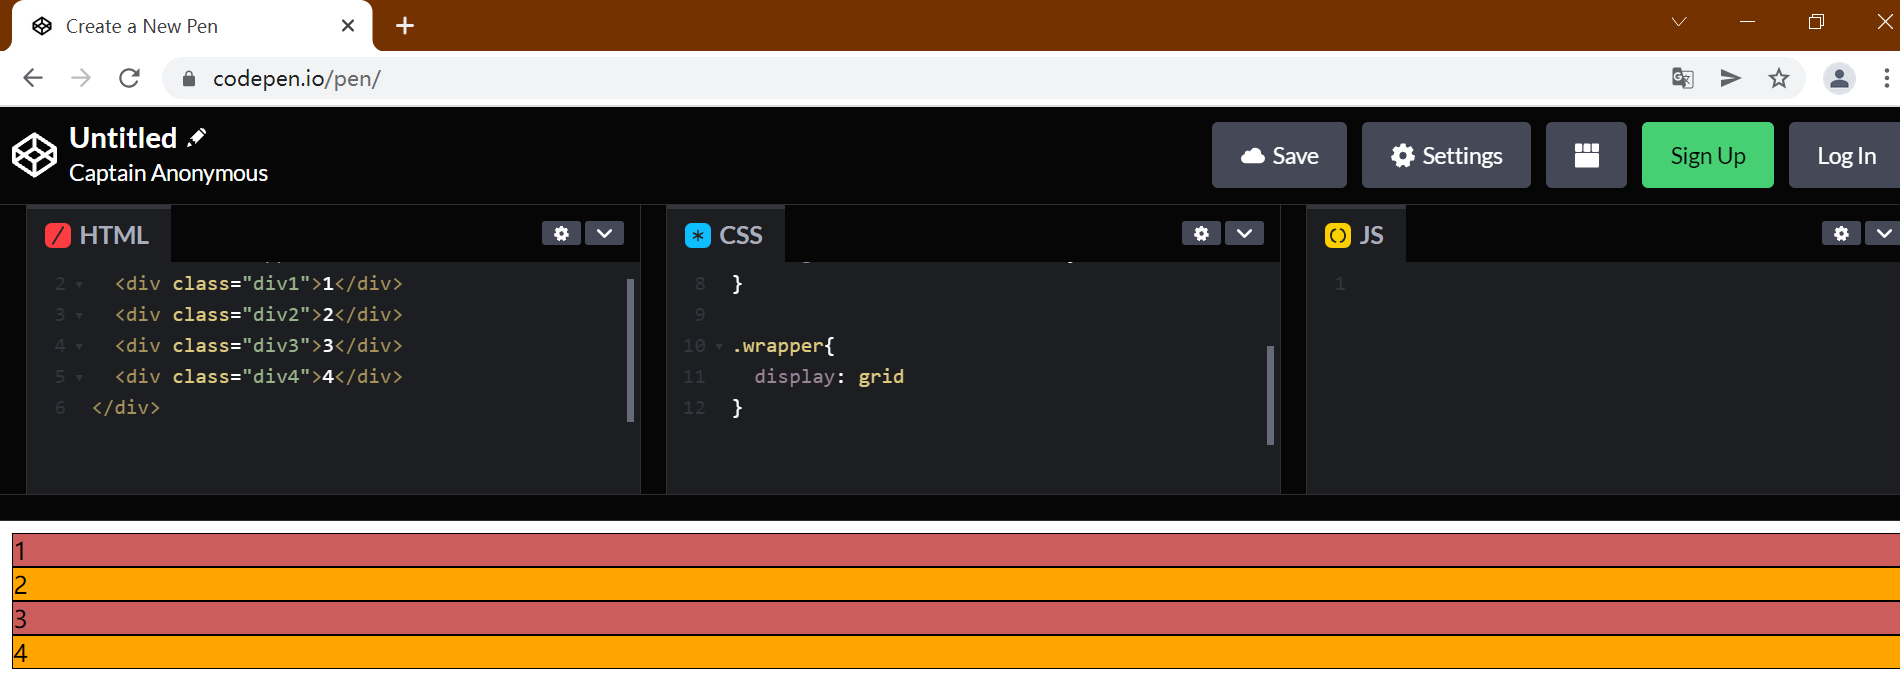 Create a New Pen
codepen.io/pen/
Untitled
Captain Anonymous
Save
Settings
Sign Up
Log In
HTML
2 <div class="div1">1</div>
3 <div class="div2">2</div>
4 <div class="div3">3</div>
5 <div class="div4">4</div>
6 </div>
CSS
8 }
9
10 .wrapper{
11 display: grid
12 }
JS
1
1
2
3
4